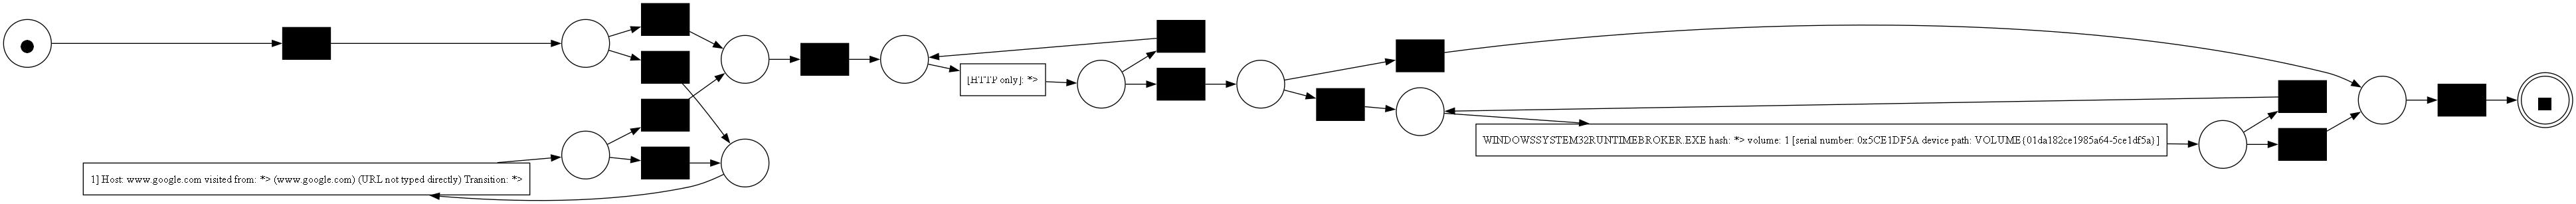 [HTTP only]: *>
WINDOWSSYSTEM32RUNTIMEBROKER.EXE hash: *> volume: 1 [serial number: 0x5CE1DF5A device path: VOLUME{01da182ce1985a64-5ce1df5a}]
1] Host: www.google.com visited from: *> (www.google.com) (URL not typed directly) Transition: *>